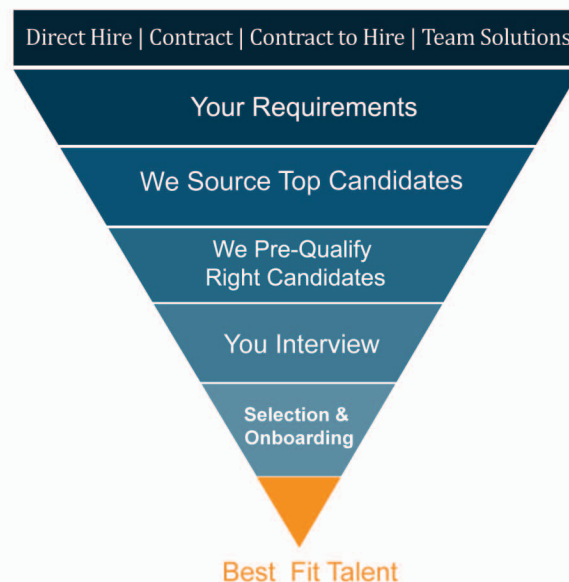 Direct Hire | Contract | Contract to Hire | Team Solutions
Your Requirements
We Source Top Candidates
We Pre-Qualify
Right Candidates
You Interview
Selection &
Onboarding
Best Fit Talent